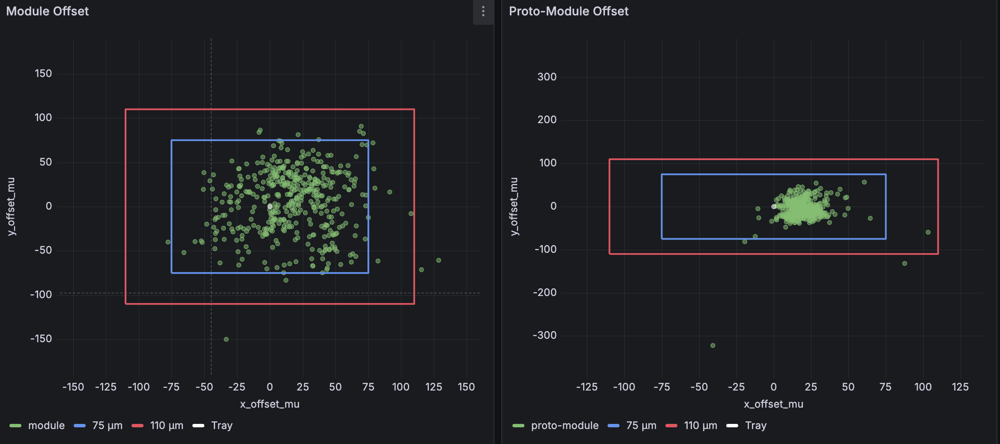 Module Offset
150
100
50
0
-50
-100
-150
y_offset_mu
-150 -125 -100 -75 -50 -25 0 25 50 75 100 125 150
x_offset_mu
module 75 μm 110 μm Tray
Proto-Module Offset
300
200
100
0
-100
-200
-300
y_offset_mu
-125 -100 -75 -50 -25 0 25 50 75 100 125
x_offset_mu
proto-module 75 μm 110 μm Tray